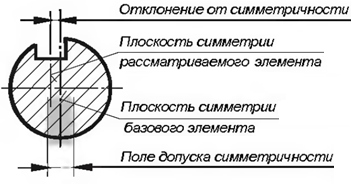 Отклонение от симметричности
Плоскость симметрии
рассматриваемого элемента
Плоскость симметрии
базового элемента
Поле допуска симметричности